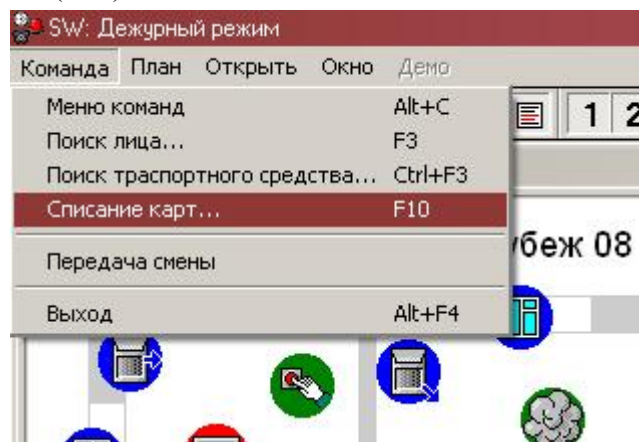 SW: Дежурный режим
Команда План Открыть Окно Демо
Меню команд Alt+C
Поиск лица... F3
Поиск траспортного средства... Ctrl+F3
Списание карт... F10
Передача смены
Выход Alt+F4
1 2
убеж 08